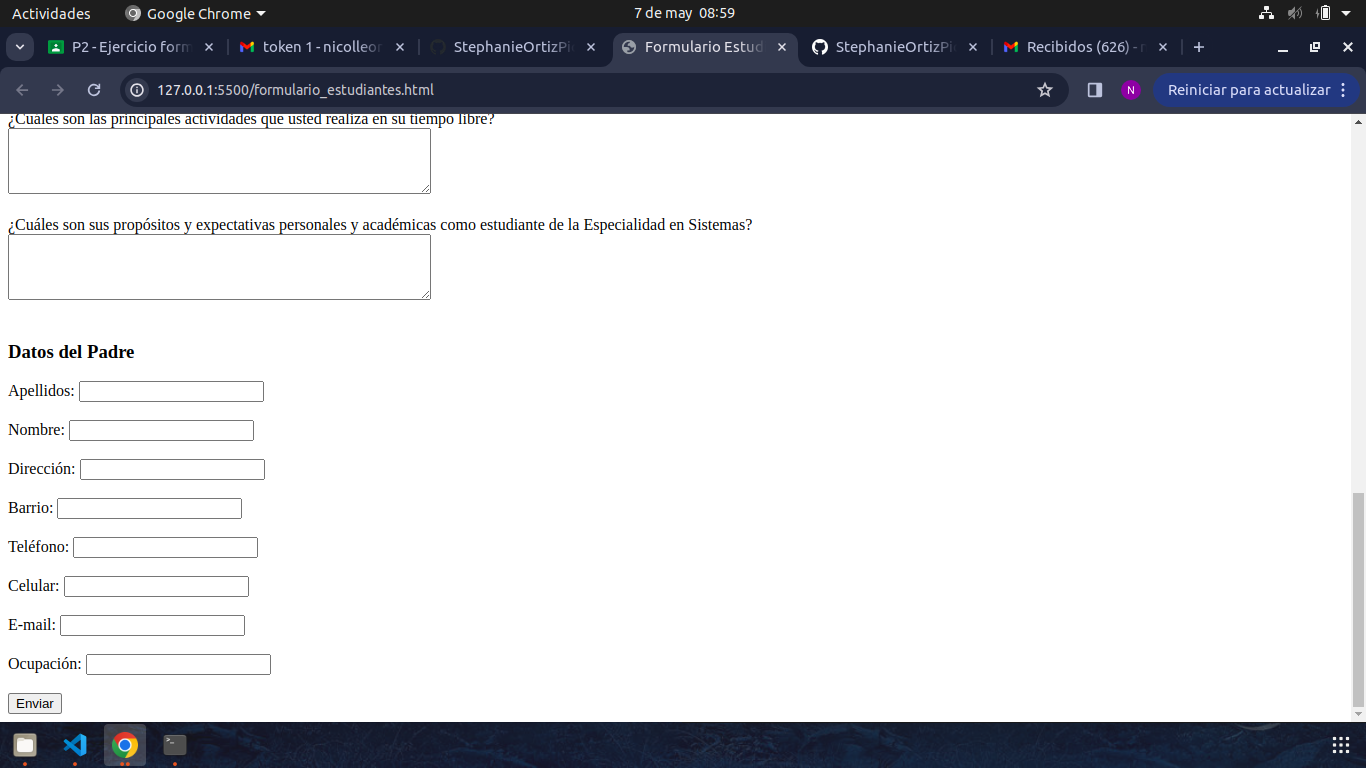 Actividades Google Chrome 7 de may 08:59
P2 - Ejercicio form token 1 - nicolleor StephanieOrtizPi Formulario Estud StephanieOrtizPi Recibidos (626) - n
127.0.0.1:5500/formulario_estudiantes.html N Reiniciar para actualizar
¿Cuáles son las principales actividades que usted realiza en su tiempo libre?
¿Cuáles son sus propósitos y expectativas personales y académicas como estudiante de la Especialidad en Sistemas?
Datos del Padre
Apellidos:
Nombre:
Dirección:
Barrio:
Teléfono:
Celular:
E-mail:
Ocupación:
Enviar